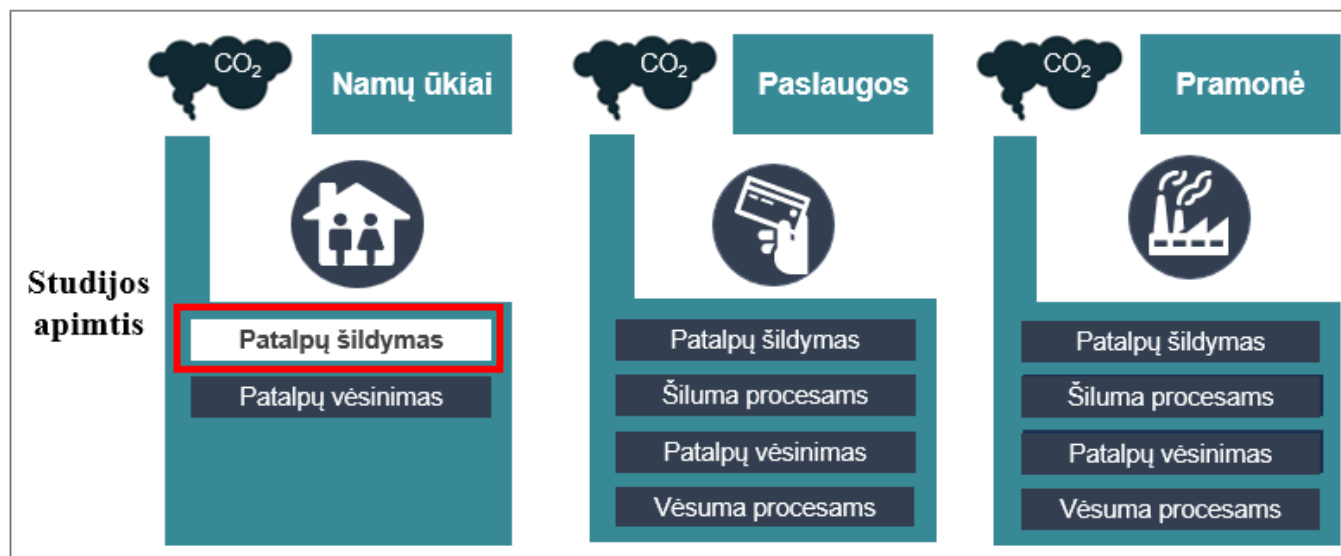 CO₂
Namų ūkiai
CO₂
Paslaugos
CO₂
Pramonė
Studijos
apimtis
Patalpų šildymas
Patalpų vėsinimas
Patalpų šildymas
Šiluma procesams
Patalpų vėsinimas
Vėsuma procesams
Patalpų šildymas
Šiluma procesams
Patalpų vėsinimas
Vėsuma procesams